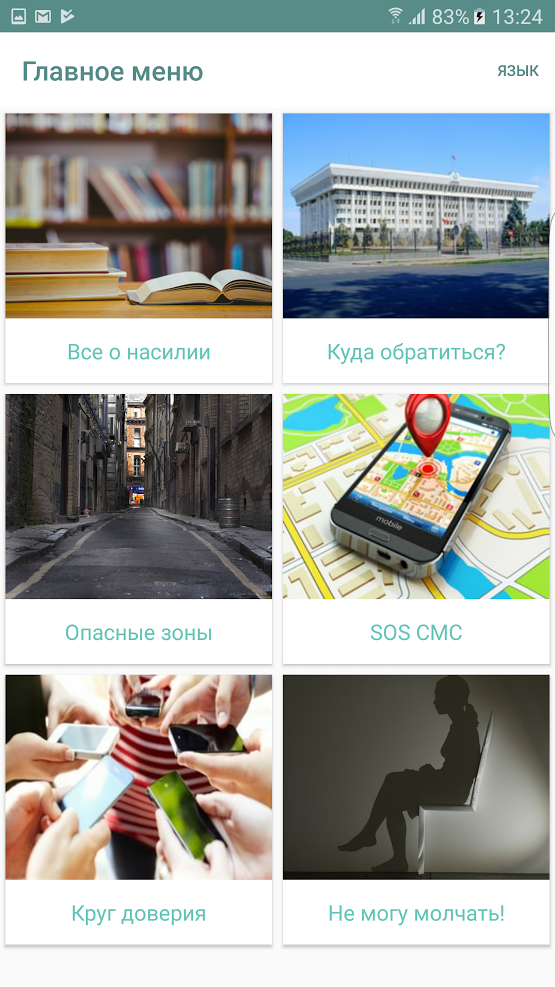 83% 13:24
Главное меню
ЯЗЫК
Все о насилии
Куда обратиться?
Опасные зоны
mobile
SOS СМС
Круг доверия
Не могу молчать!